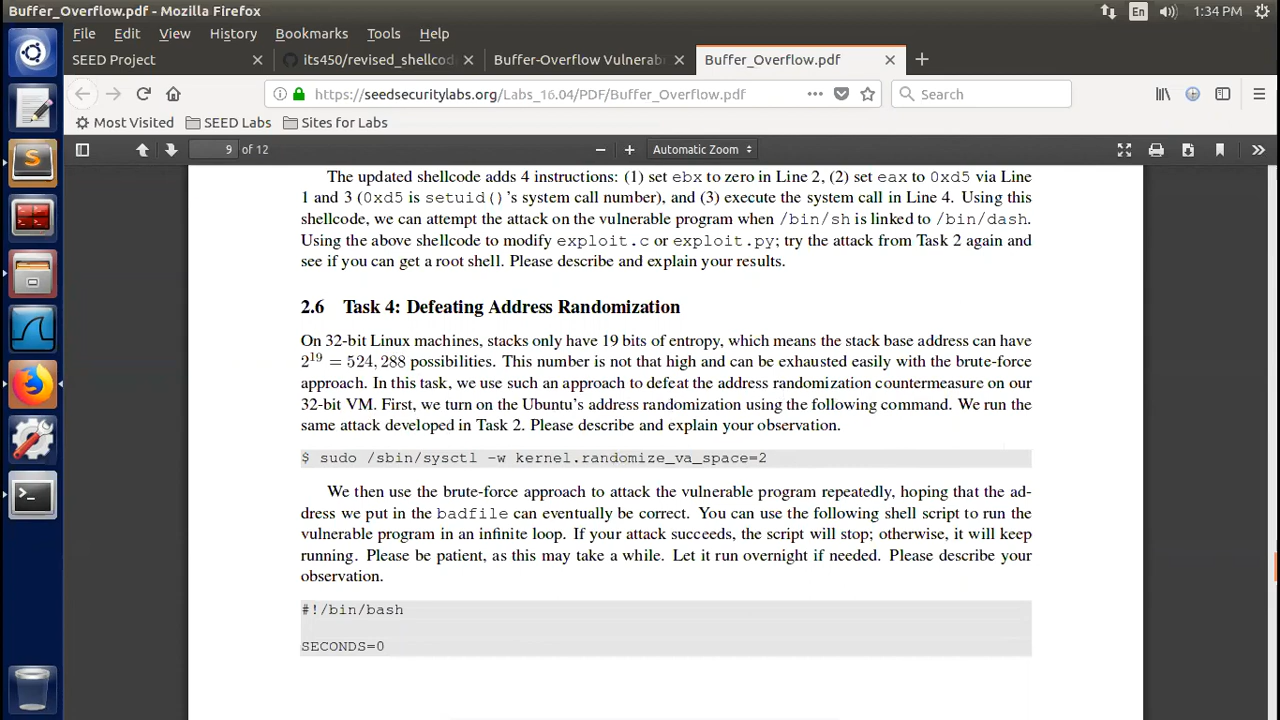 Buffer_Overflow.pdf - Mozilla Firefox
En
1:34 PM
File Edit View History Bookmarks Tools Help
SEED Project
its450/revised_shellcod
Buffer-Overflow Vulnerab
Buffer_Overflow.pdf
https://seedsecuritylabs.org/Labs_16.04/PDF/Buffer_Overflow.pdf
Search
Most Visited
SEED Labs
Sites for Labs
9 of 12
Automatic Zoom
The updated shellcode adds 4 instructions: (1) set ebx to zero in Line 2, (2) set eax to 0xd5 via Line
1 and 3 (0xd5 is setuid()'s system call number), and (3) execute the system call in Line 4. Using this
shellcode, we can attempt the attack on the vulnerable program when /bin/sh is linked to /bin/dash.
Using the above shellcode to modify exploit.c or exploit.py; try the attack from Task 2 again and
see if you can get a root shell. Please describe and explain your results.
2.6 Task 4: Defeating Address Randomization
On 32-bit Linux machines, stacks only have 19 bits of entropy, which means the stack base address can have
2^19 = 524,288 possibilities. This number is not that high and can be exhausted easily with the brute-force
approach. In this task, we use such an approach to defeat the address randomization countermeasure on our
32-bit VM. First, we turn on the Ubuntu's address randomization using the following command. We run the
same attack developed in Task 2. Please describe and explain your observation.
$ sudo /sbin/sysctl -w kernel.randomize_va_space=2
We then use the brute-force approach to attack the vulnerable program repeatedly, hoping that the ad-
dress we put in the badfile can eventually be correct. You can use the following shell script to run the
vulnerable program in an infinite loop. If your attack succeeds, the script will stop; otherwise, it will keep
running. Please be patient, as this may take a while. Let it run overnight if needed. Please describe your
observation.
#!/bin/bash
SECONDS=0